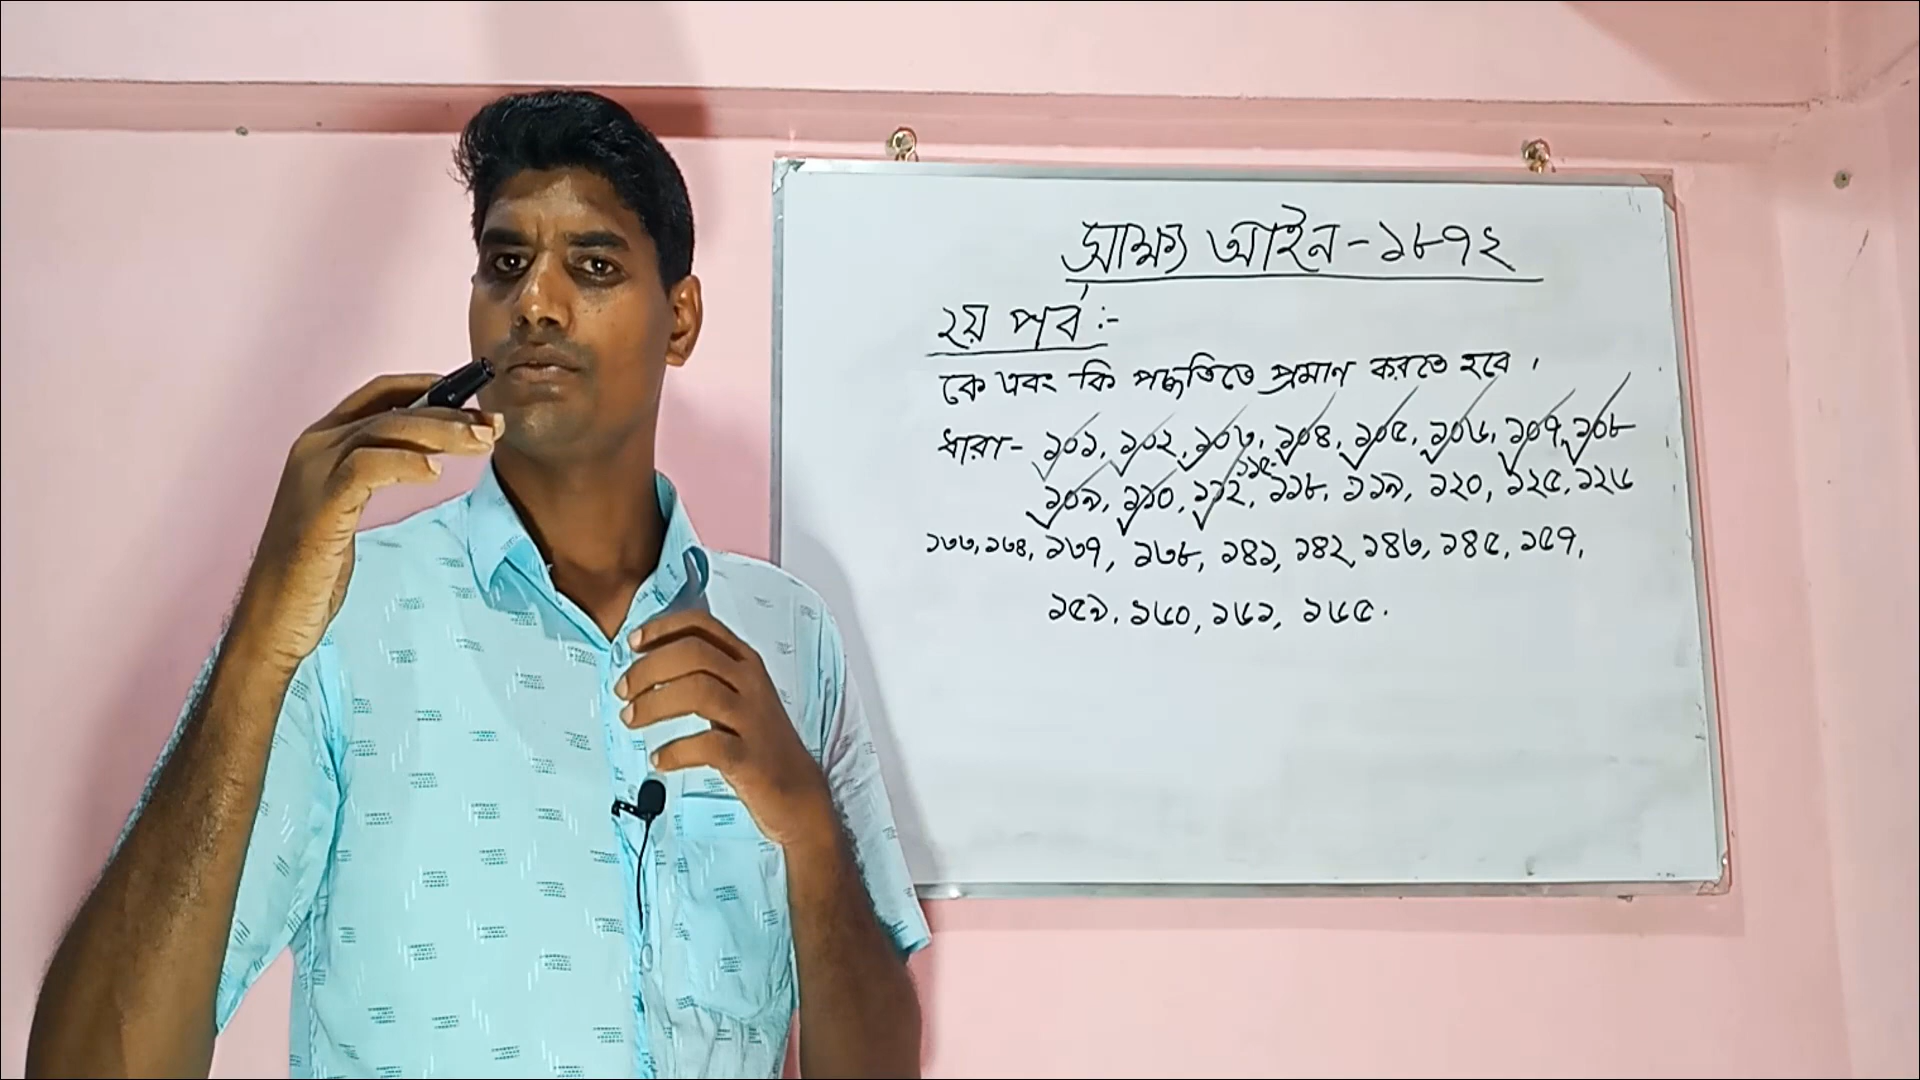 সাক্ষ্য আইন-১৮৭২
২য় পর্ব :-
কে এবং কি পদ্ধতিতে প্রমাণ করতে হবে।
ধারা- ১০১, ১০২, ১০৩, ১০৪, ১০৫, ১০৬, ১০৭, ১০৮
১০৯, ১১০, ১১২, ১১৫, ১১৮, ১১৯, ১২০, ১২৫, ১২৬
১৩৩, ১৩৪, ১৩৭, ১৩৮, ১৪১, ১৪২, ১৪৩, ১৪৫, ১৫৭,
১৫৯, ১৬০, ১৬১, ১৬৫.